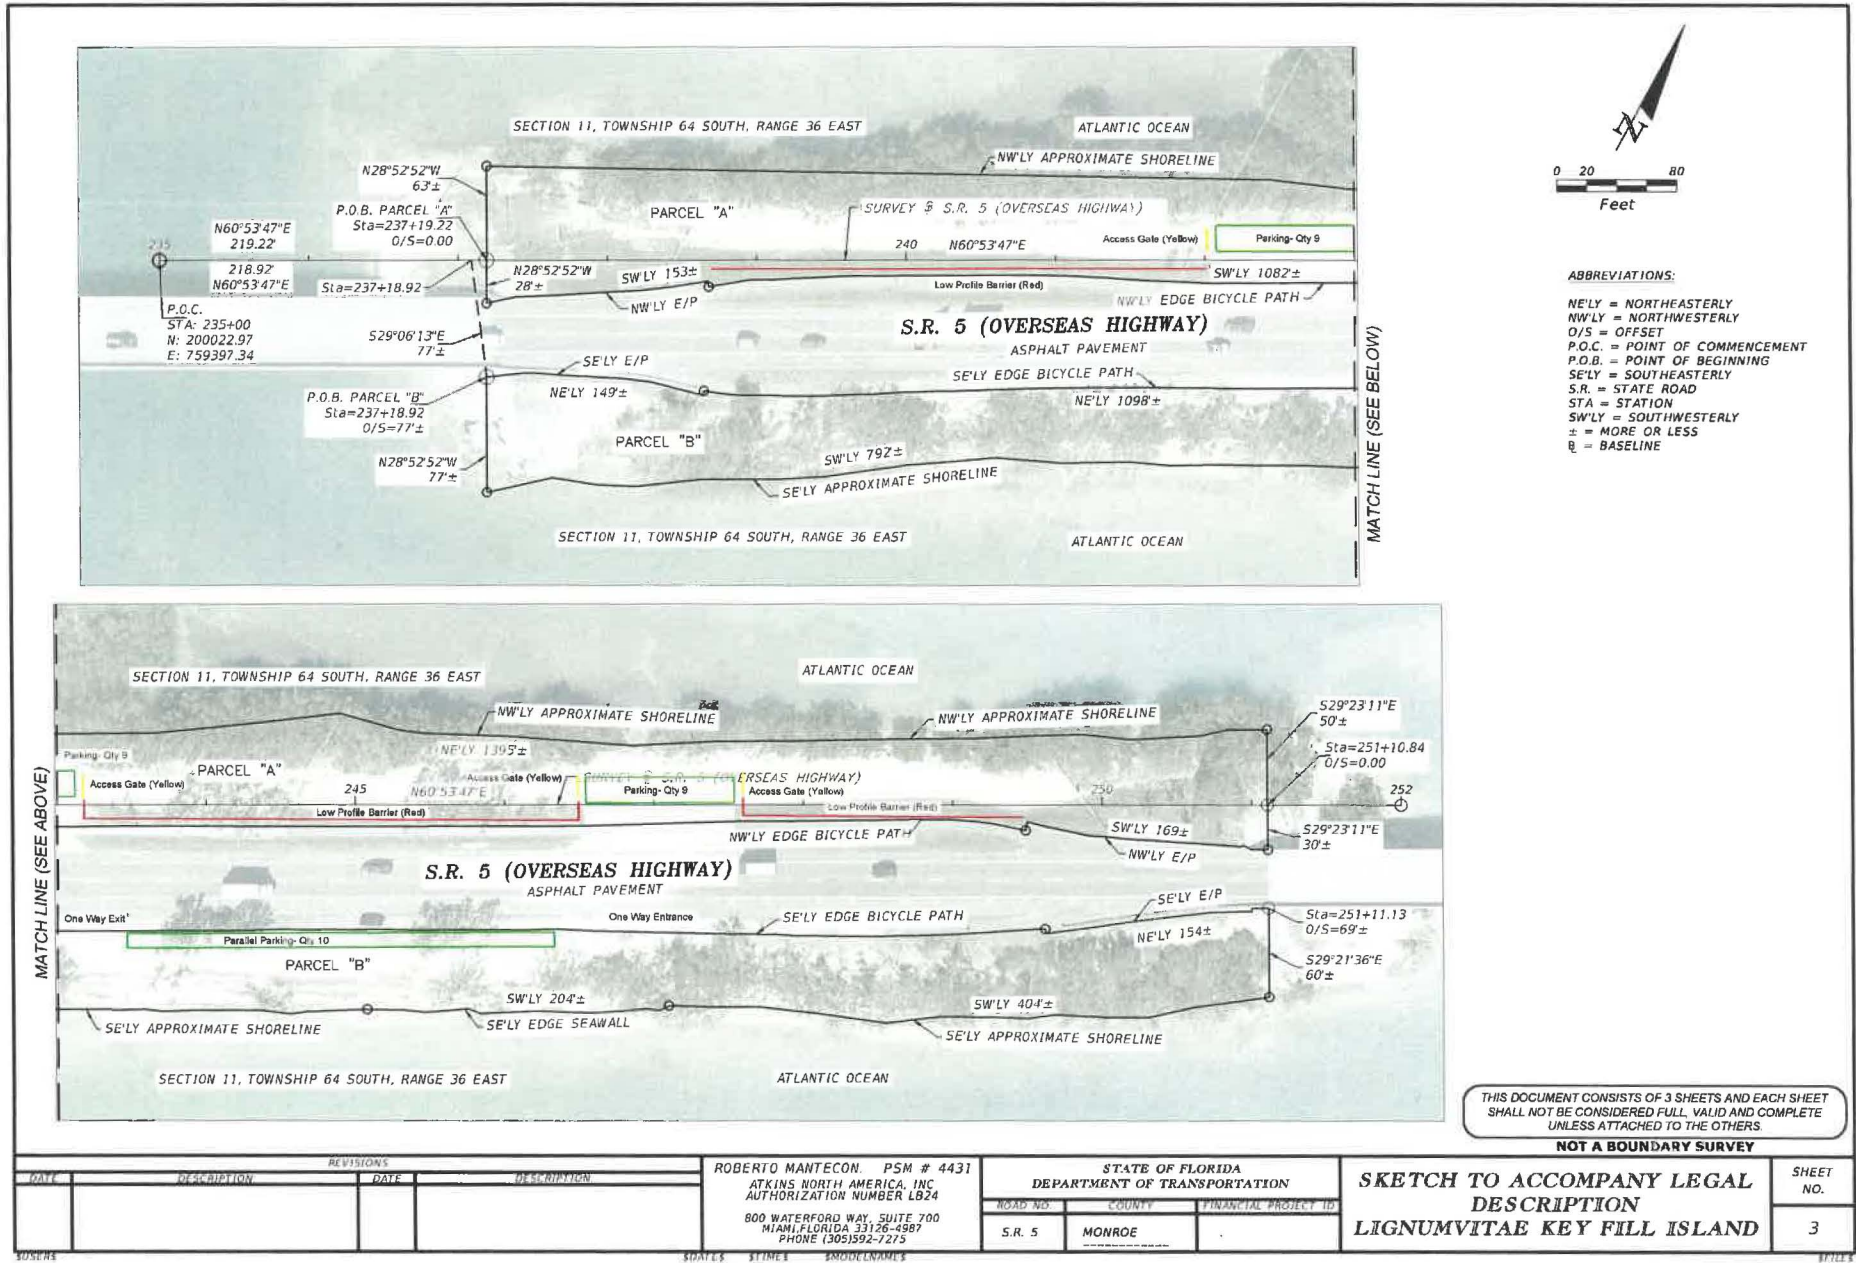 SECTION 11, TOWNSHIP 64 SOUTH, RANGE 36 EAST
ATLANTIC OCEAN
NW'LY APPROXIMATE SHORELINE
N28°52'52"W
63'±
P.O.B. PARCEL "A"
Sta=237+19.22
O/S=0.00
PARCEL "A"
SURVEY B S.R. 5 (OVERSEAS HIGHWAY)
N60°53'47"E
219.22'
235
218.92'
N60°53'47"E
Sta=237+18.92
N28°52'52"W
28'±
SW'LY 153±
NW'LY E/P
240
N60°53'47"E
Access Gate (Yellow)
Parking- Qty 9
SW'LY 1082'±
Low Profile Barrier (Red)
NW'LY EDGE BICYCLE PATH
P.O.C.
STA: 235+00
N: 200022.97
E: 759397.34
S29°06'13"E
77'±
S.R. 5 (OVERSEAS HIGHWAY)
ASPHALT PAVEMENT
SE'LY E/P
SE'LY EDGE BICYCLE PATH
NE'LY 149'±
NE'LY 1098'±
P.O.B. PARCEL "B"
Sta=237+18.92
O/S=77'±
PARCEL "B"
N28°52'52"W
77'±
SW'LY 792'±
SE'LY APPROXIMATE SHORELINE
SECTION 11, TOWNSHIP 64 SOUTH, RANGE 36 EAST
ATLANTIC OCEAN
MATCH LINE (SEE BELOW)
N
0 20 80
Feet
ABBREVIATIONS:
NE'LY = NORTHEASTERLY
NW'LY = NORTHWESTERLY
O/S = OFFSET
P.O.C. = POINT OF COMMENCEMENT
P.O.B. = POINT OF BEGINNING
SE'LY = SOUTHEASTERLY
S.R. = STATE ROAD
STA = STATION
SW'LY = SOUTHWESTERLY
± = MORE OR LESS
B = BASELINE
SECTION 11, TOWNSHIP 64 SOUTH, RANGE 36 EAST
ATLANTIC OCEAN
NW'LY APPROXIMATE SHORELINE
NW'LY APPROXIMATE SHORELINE
S29°23'11"E
50'±
Sta=251+10.84
O/S=0.00
NE'LY 1395'±
Parking- Qty 9
PARCEL "A"
Access Gate (Yellow)
245
Access Gate (Yellow)
N60°53'47"E
SURVEY B S.R. 5 (OVERSEAS HIGHWAY)
Parking- Qty 9
Access Gate (Yellow)
250
252
Low Profile Barrier (Red)
Low Profile Barrier (Red)
NW'LY EDGE BICYCLE PATH
SW'LY 169±
NW'LY E/P
S29°23'11"E
30'±
S.R. 5 (OVERSEAS HIGHWAY)
ASPHALT PAVEMENT
One Way Exit
One Way Entrance
SE'LY EDGE BICYCLE PATH
SE'LY E/P
NE'LY 154±
Sta=251+11.13
O/S=69'±
Parallel Parking- Qty 10
PARCEL "B"
S29°21'36"E
60'±
SW'LY 204'±
SW'LY 404'±
SE'LY APPROXIMATE SHORELINE
SE'LY EDGE SEAWALL
SE'LY APPROXIMATE SHORELINE
SECTION 11, TOWNSHIP 64 SOUTH, RANGE 36 EAST
ATLANTIC OCEAN
MATCH LINE (SEE ABOVE)
THIS DOCUMENT CONSISTS OF 3 SHEETS AND EACH SHEET
SHALL NOT BE CONSIDERED FULL, VALID AND COMPLETE
UNLESS ATTACHED TO THE OTHERS.
NOT A BOUNDARY SURVEY
REVISIONS
DATE DESCRIPTION DATE DESCRIPTION
ROBERTO MANTECON. PSM # 4431
ATKINS NORTH AMERICA, INC
AUTHORIZATION NUMBER LB24
800 WATERFORD WAY, SUITE 700
MIAMI,FLORIDA 33126-4987
PHONE (305)592-7275
STATE OF FLORIDA
DEPARTMENT OF TRANSPORTATION
ROAD NO. COUNTY FINANCIAL PROJECT ID
S.R. 5 MONROE
SKETCH TO ACCOMPANY LEGAL
DESCRIPTION
LIGNUMVITAE KEY FILL ISLAND
SHEET
NO.
3
$USER$ $DATE$ $TIME$ $MODELNAME$ $FILE$